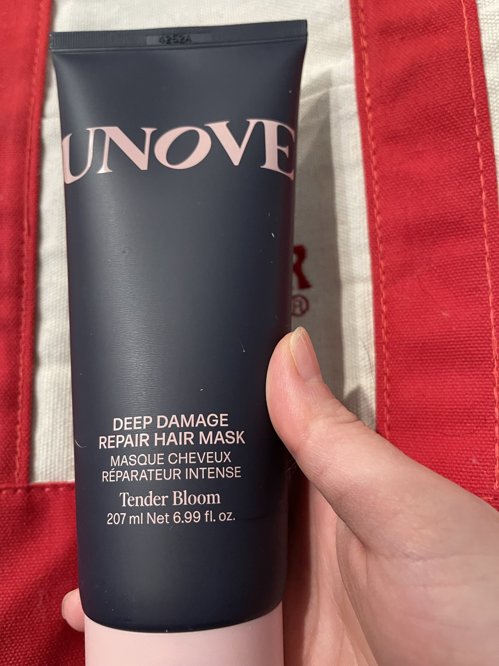 4252A
UNOVE
R
®
DEEP DAMAGE
REPAIR HAIR MASK
MASQUE CHEVEUX
RÉPARATEUR INTENSE
Tender Bloom
207 ml Net 6.99 fl. oz.